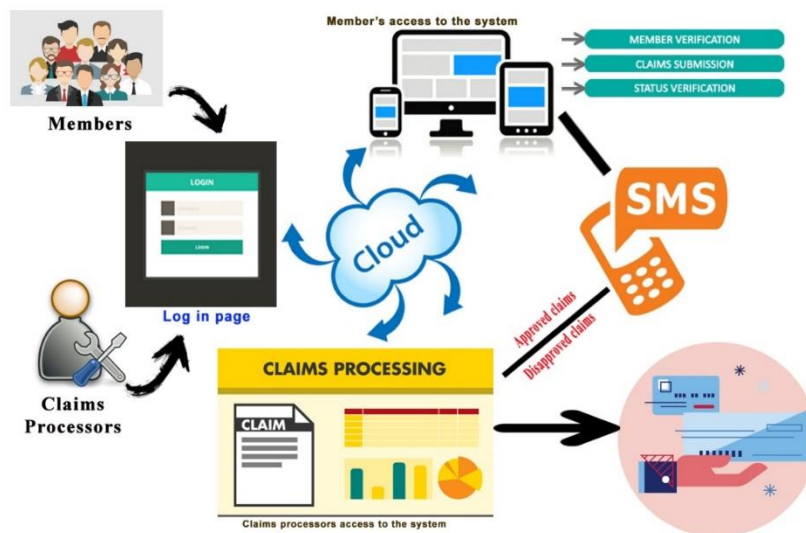 Member's access to the system
MEMBER VERIFICATION
CLAIMS SUBMISSION
STATUS VERIFICATION
Members
LOGIN
LOGIN
Log in page
Cloud
SMS
Approved claims
Disapproved claims
Claims
Processors
CLAIMS PROCESSING
CLAIM
Claims processors access to the system